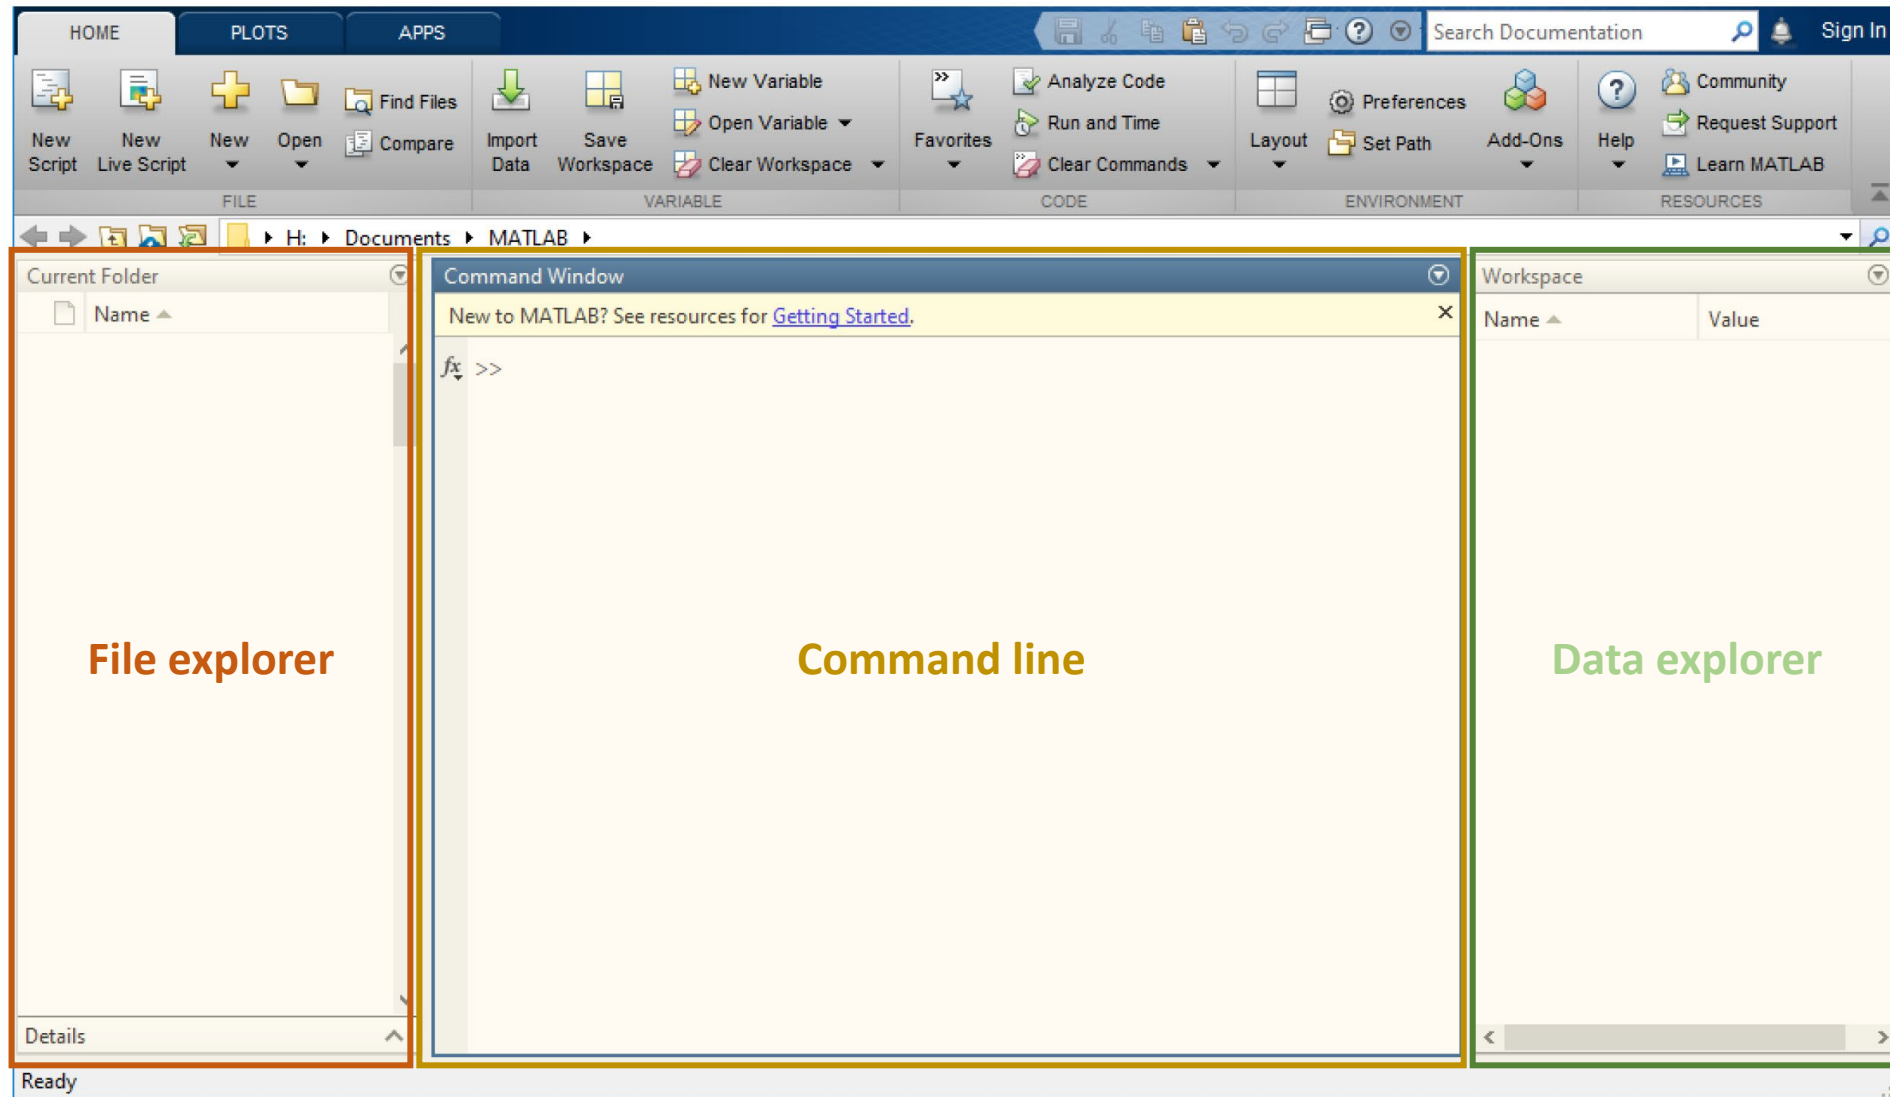 HOME PLOTS APPS Search Documentation Sign In
New Script
New Live Script
New
Open
Find Files
Compare
FILE
Import Data
Save Workspace
New Variable
Open Variable
Clear Workspace
VARIABLE
Favorites
Analyze Code
Run and Time
Clear Commands
CODE
Layout
Preferences
Set Path
Add-Ons
ENVIRONMENT
Help
Community
Request Support
Learn MATLAB
RESOURCES
H: Documents MATLAB
Current Folder
Name
File explorer
Details
Command Window
New to MATLAB? See resources for Getting Started.
fx >>
Command line
Workspace
Name Value
Data explorer
Ready